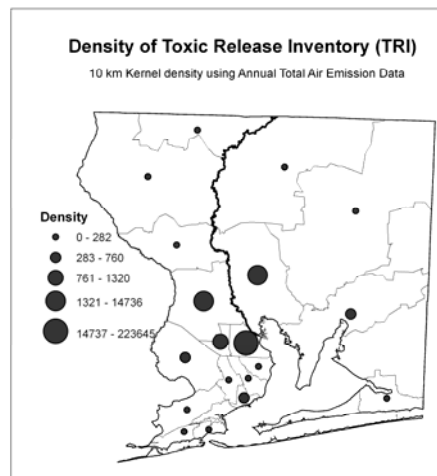 Density of Toxic Release Inventory (TRI)
10 km Kernel density using Annual Total Air Emission Data
Density
0 - 282
283 - 760
761 - 1320
1321 - 14736
14737 - 223645